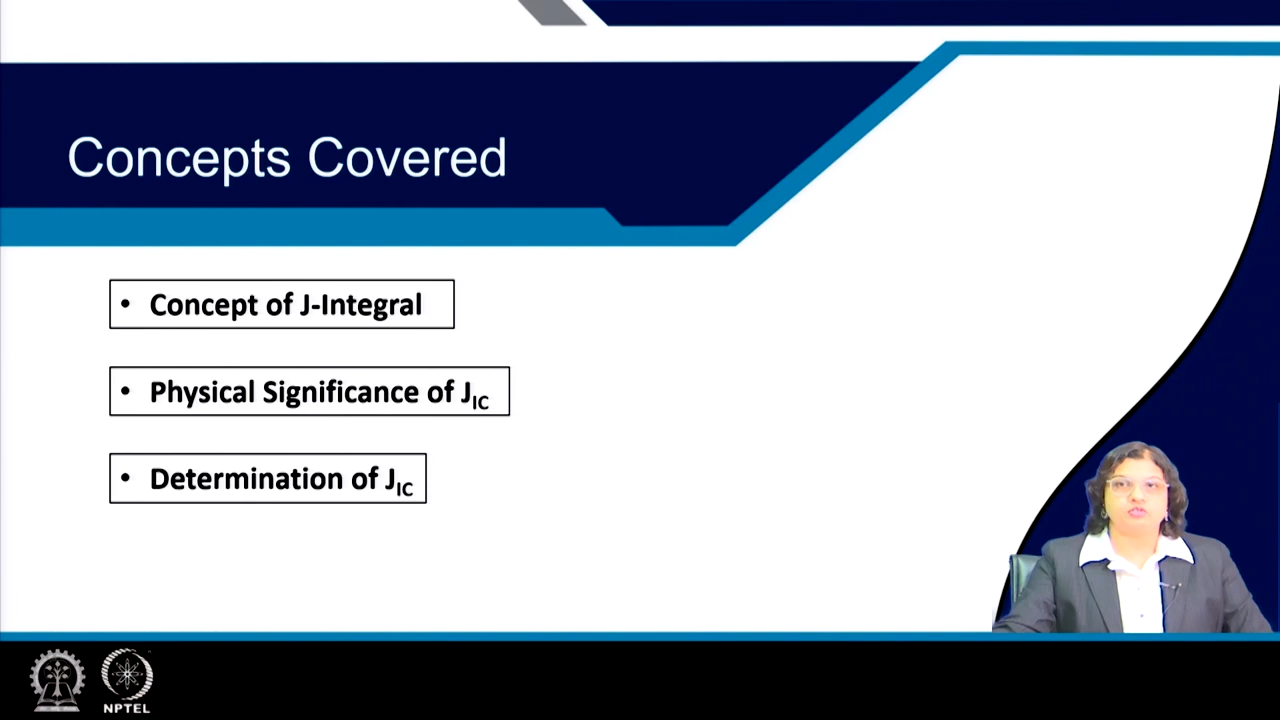 Concepts Covered
• Concept of J-Integral
• Physical Significance of JIC
• Determination of JIC
NPTEL